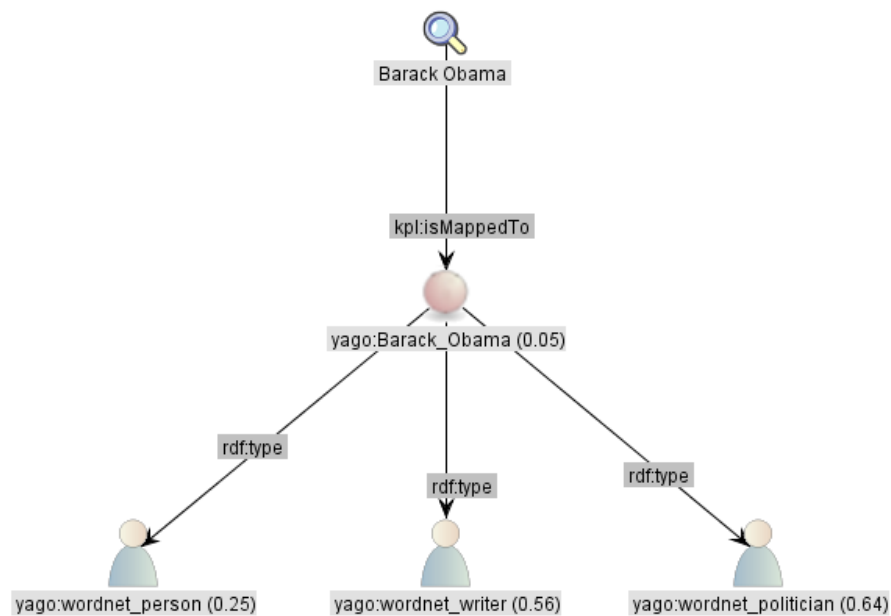 Barack Obama
kpl:isMappedTo
yago:Barack_Obama (0.05)
rdf:type
rdf:type
rdf:type
yago:wordnet_person (0.25)
yago:wordnet_writer (0.56)
yago:wordnet_politician (0.64)